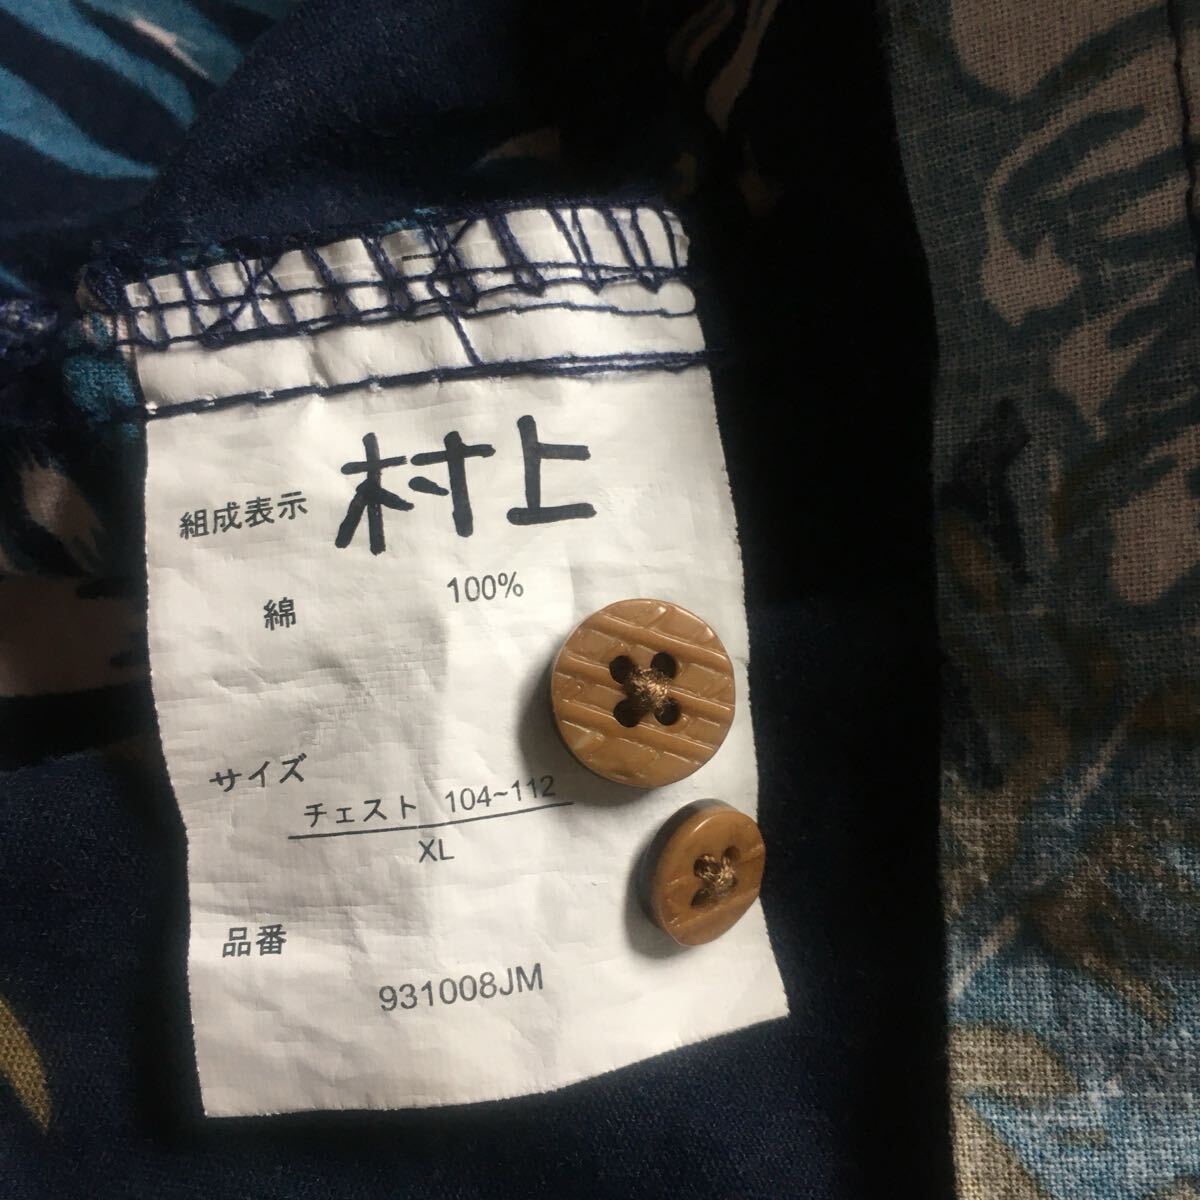 村上
組成表示
綿 100%
サイズ
チェスト 104~112
XL
品番
931008JM